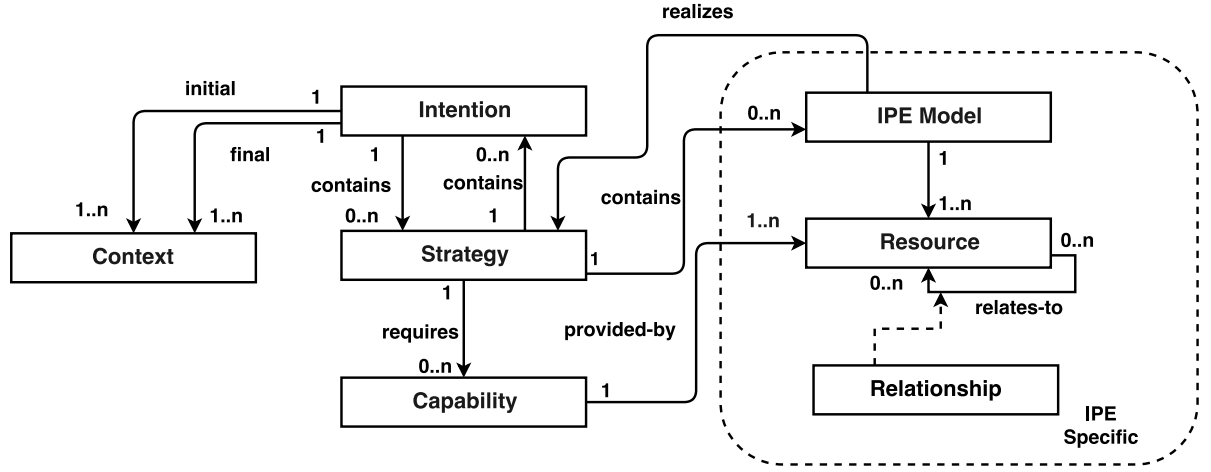 realizes
initial
1
Intention
0..n
IPE Model
1
final
1
0..n
1
contains
contains
contains
1..n
1..n
0..n
1
1..n
1..n
Context
Strategy
1
Resource
0..n
0..n
1
relates-to
requires
provided-by
0..n
Capability
1
Relationship
IPE
Specific